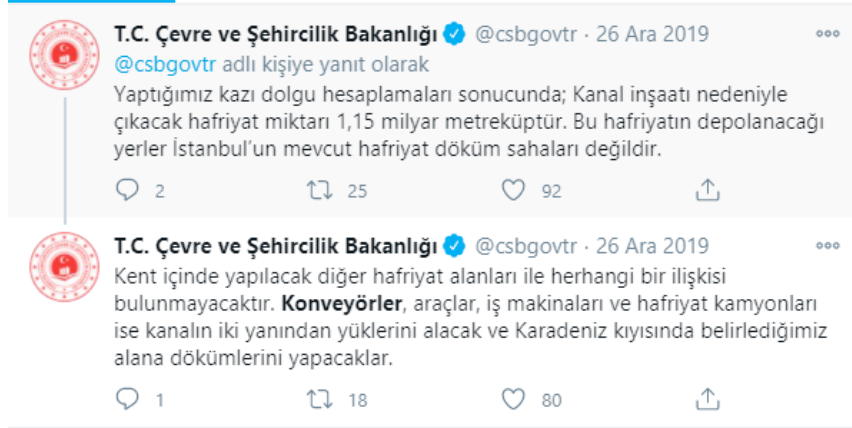 T.C. Çevre ve Şehircilik Bakanlığı @csbgovtr · 26 Ara 2019
@csbgovtr adlı kişiye yanıt olarak
Yaptığımız kazı dolgu hesaplamaları sonucunda; Kanal inşaatı nedeniyle
çıkacak hafriyat miktarı 1,15 milyar metreküptür. Bu hafriyatın depolanacağı
yerler İstanbul'un mevcut hafriyat döküm sahaları değildir.
2 25 92
T.C. Çevre ve Şehircilik Bakanlığı @csbgovtr · 26 Ara 2019
Kent içinde yapılacak diğer hafriyat alanları ile herhangi bir ilişkisi
bulunmayacaktır. Konveyörler, araçlar, iş makinaları ve hafriyat kamyonları
ise kanalın iki yanından yüklerini alacak ve Karadeniz kıyısında belirlediğimiz
alana dökümlerini yapacaklar.
1 18 80